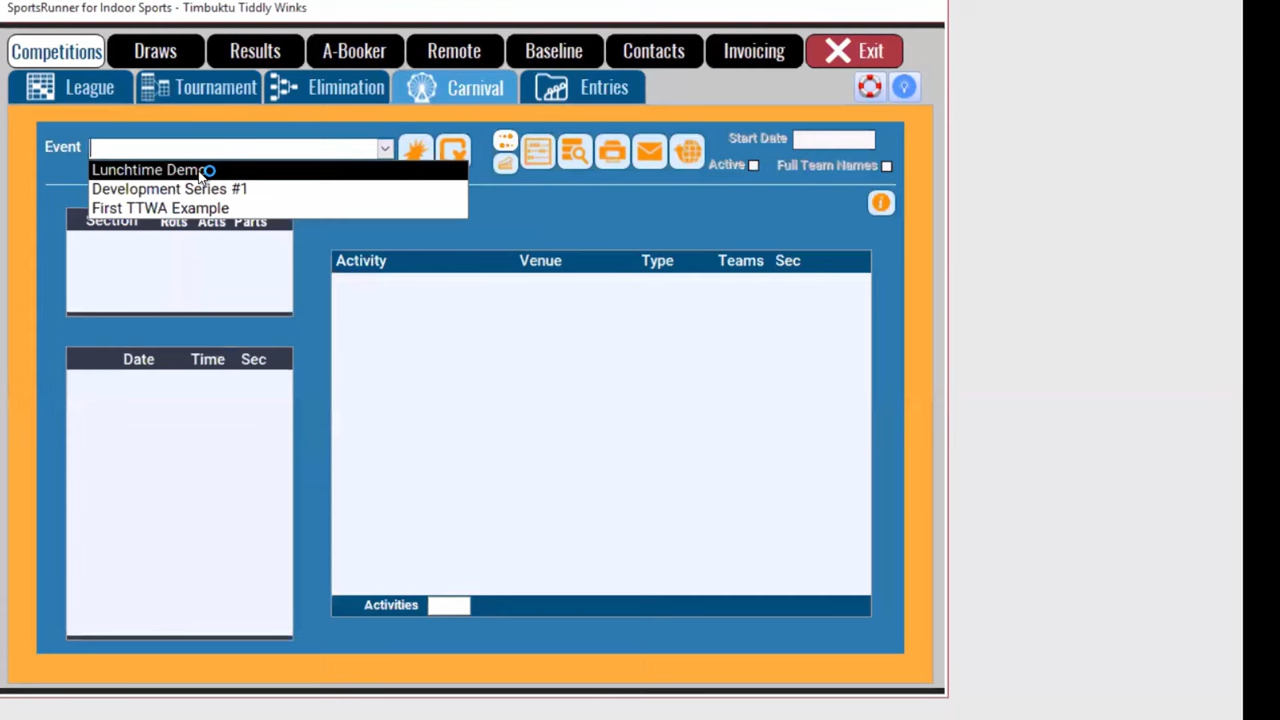 SportsRunner for Indoor Sports - Timbuktu Tiddly Winks
Competitions Draws Results A-Booker Remote Baseline Contacts Invoicing Exit
League Tournament Elimination Carnival Entries
Event
Start Date
Active Full Team Names
Lunchtime Demo
Development Series #1
First TTWA Example
Section Rots Acts Parts
Activity Venue Type Teams Sec
Date Time Sec
Activities